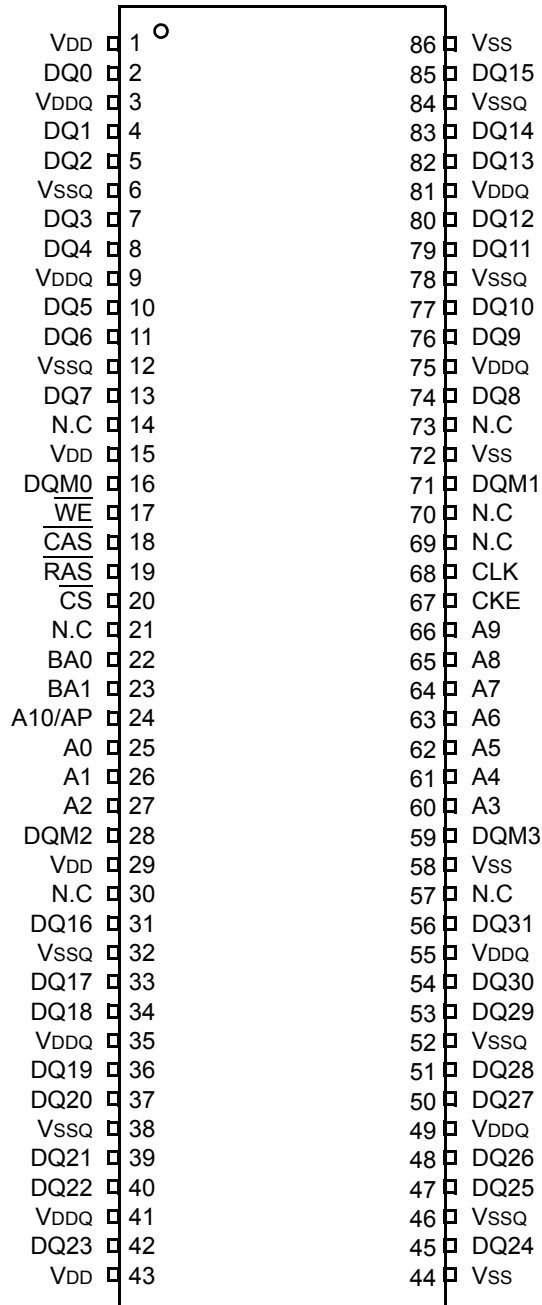 VDD 1 86 VSS
DQ0 2 85 DQ15
VDDQ 3 84 VSSQ
DQ1 4 83 DQ14
DQ2 5 82 DQ13
VSSQ 6 81 VDDQ
DQ3 7 80 DQ12
DQ4 8 79 DQ11
VDDQ 9 78 VSSQ
DQ5 10 77 DQ10
DQ6 11 76 DQ9
VSSQ 12 75 VDDQ
DQ7 13 74 DQ8
N.C 14 73 N.C
VDD 15 72 VSS
DQM0 16 71 DQM1
W̅E̅ 17 70 N.C
C̅A̅S̅ 18 69 N.C
R̅A̅S̅ 19 68 CLK
C̅S̅ 20 67 CKE
N.C 21 66 A9
BA0 22 65 A8
BA1 23 64 A7
A10/AP 24 63 A6
A0 25 62 A5
A1 26 61 A4
A2 27 60 A3
DQM2 28 59 DQM3
VDD 29 58 VSS
N.C 30 57 N.C
DQ16 31 56 DQ31
VSSQ 32 55 VDDQ
DQ17 33 54 DQ30
DQ18 34 53 DQ29
VDDQ 35 52 VSSQ
DQ19 36 51 DQ28
DQ20 37 50 DQ27
VSSQ 38 49 VDDQ
DQ21 39 48 DQ26
DQ22 40 47 DQ25
VDDQ 41 46 VSSQ
DQ23 42 45 DQ24
VDD 43 44 VSS